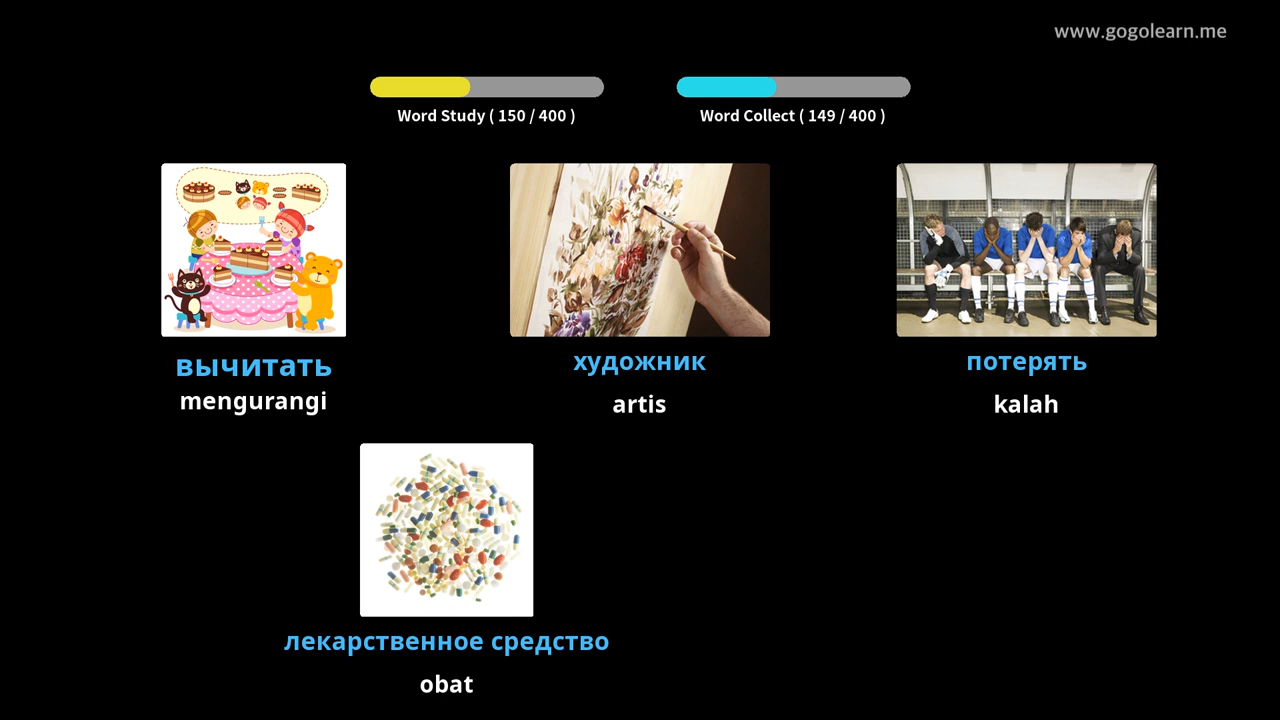 www.gogolearn.me
Word Study ( 150 / 400 )
Word Collect ( 149 / 400 )
вычитать
mengurangi
художник
artis
потерять
kalah
лекарственное средство
obat